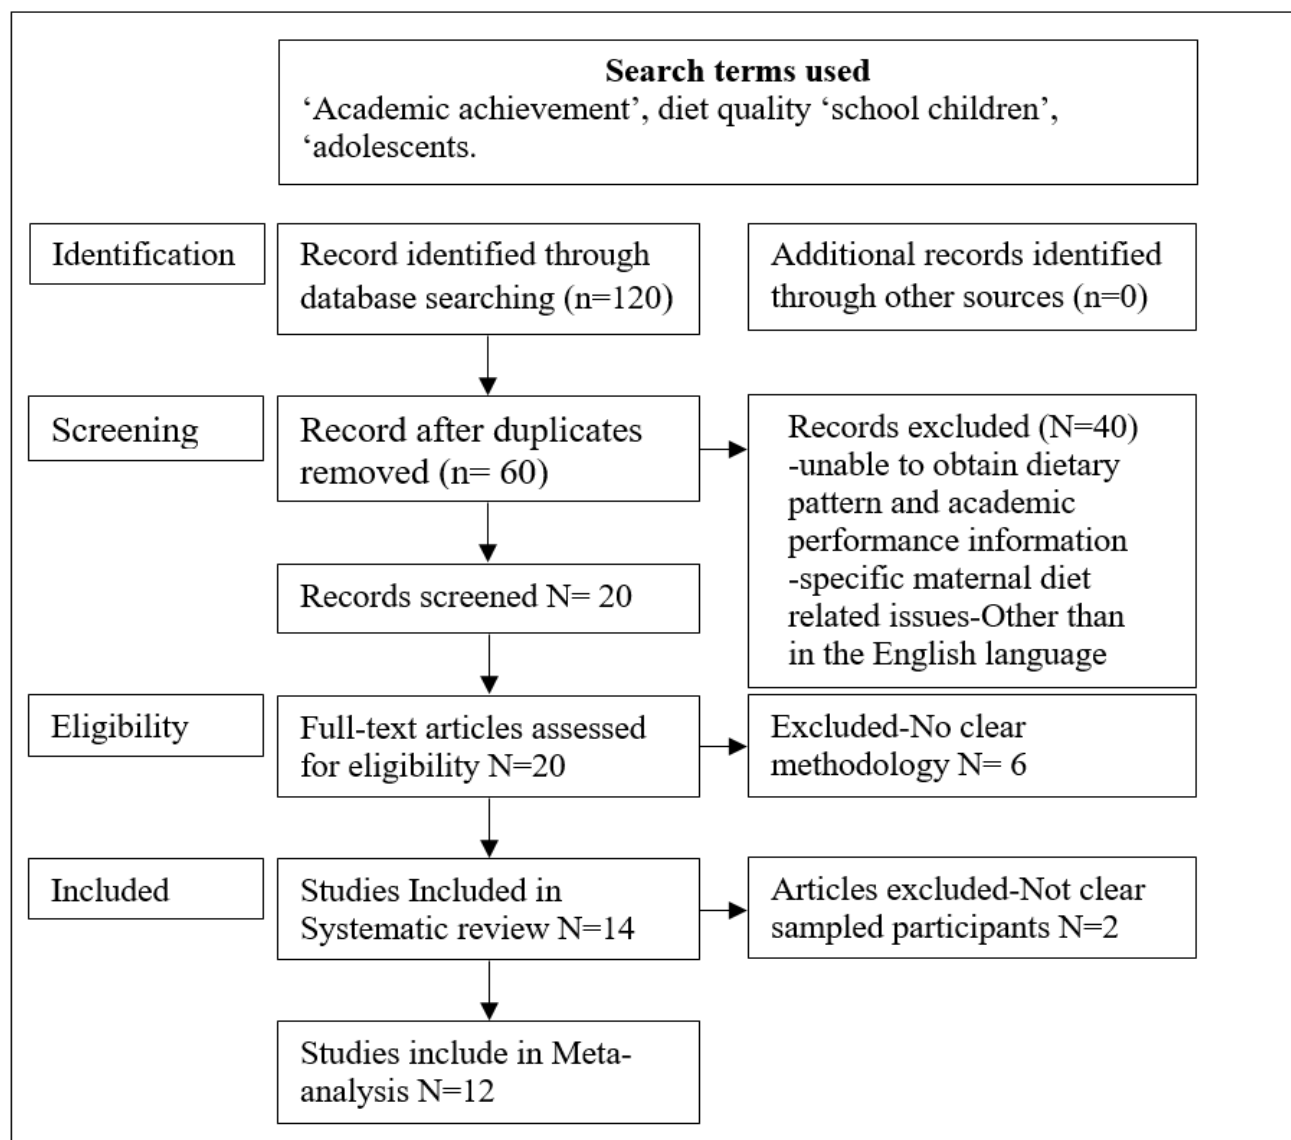 Search terms used
‘Academic achievement’, diet quality ‘school children’,
‘adolescents.
Identification
Record identified through
database searching (n=120)
Additional records identified
through other sources (n=0)
Screening
Record after duplicates
removed (n= 60)
Records excluded (N=40)
-unable to obtain dietary
pattern and academic
performance information
-specific maternal diet
related issues-Other than
in the English language
Records screened N= 20
Eligibility
Full-text articles assessed
for eligibility N=20
Excluded-No clear
methodology N= 6
Included
Studies Included in
Systematic review N=14
Articles excluded-Not clear
sampled participants N=2
Studies include in Meta-
analysis N=12